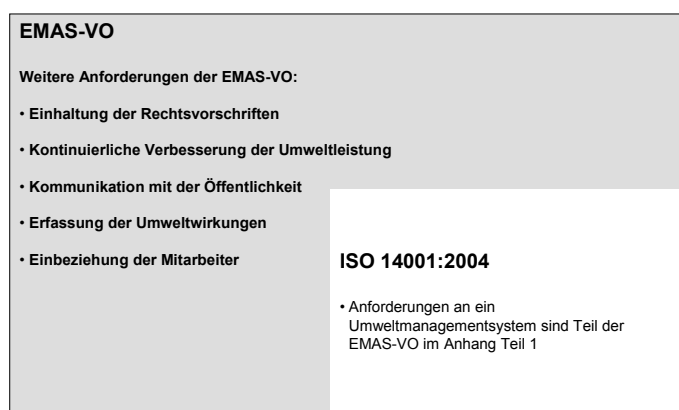 EMAS-VO
Weitere Anforderungen der EMAS-VO:
• Einhaltung der Rechtsvorschriften
• Kontinuierliche Verbesserung der Umweltleistung
• Kommunikation mit der Öffentlichkeit
• Erfassung der Umweltwirkungen
• Einbeziehung der Mitarbeiter
ISO 14001:2004
• Anforderungen an ein
Umweltmanagementsystem sind Teil der
EMAS-VO im Anhang Teil 1